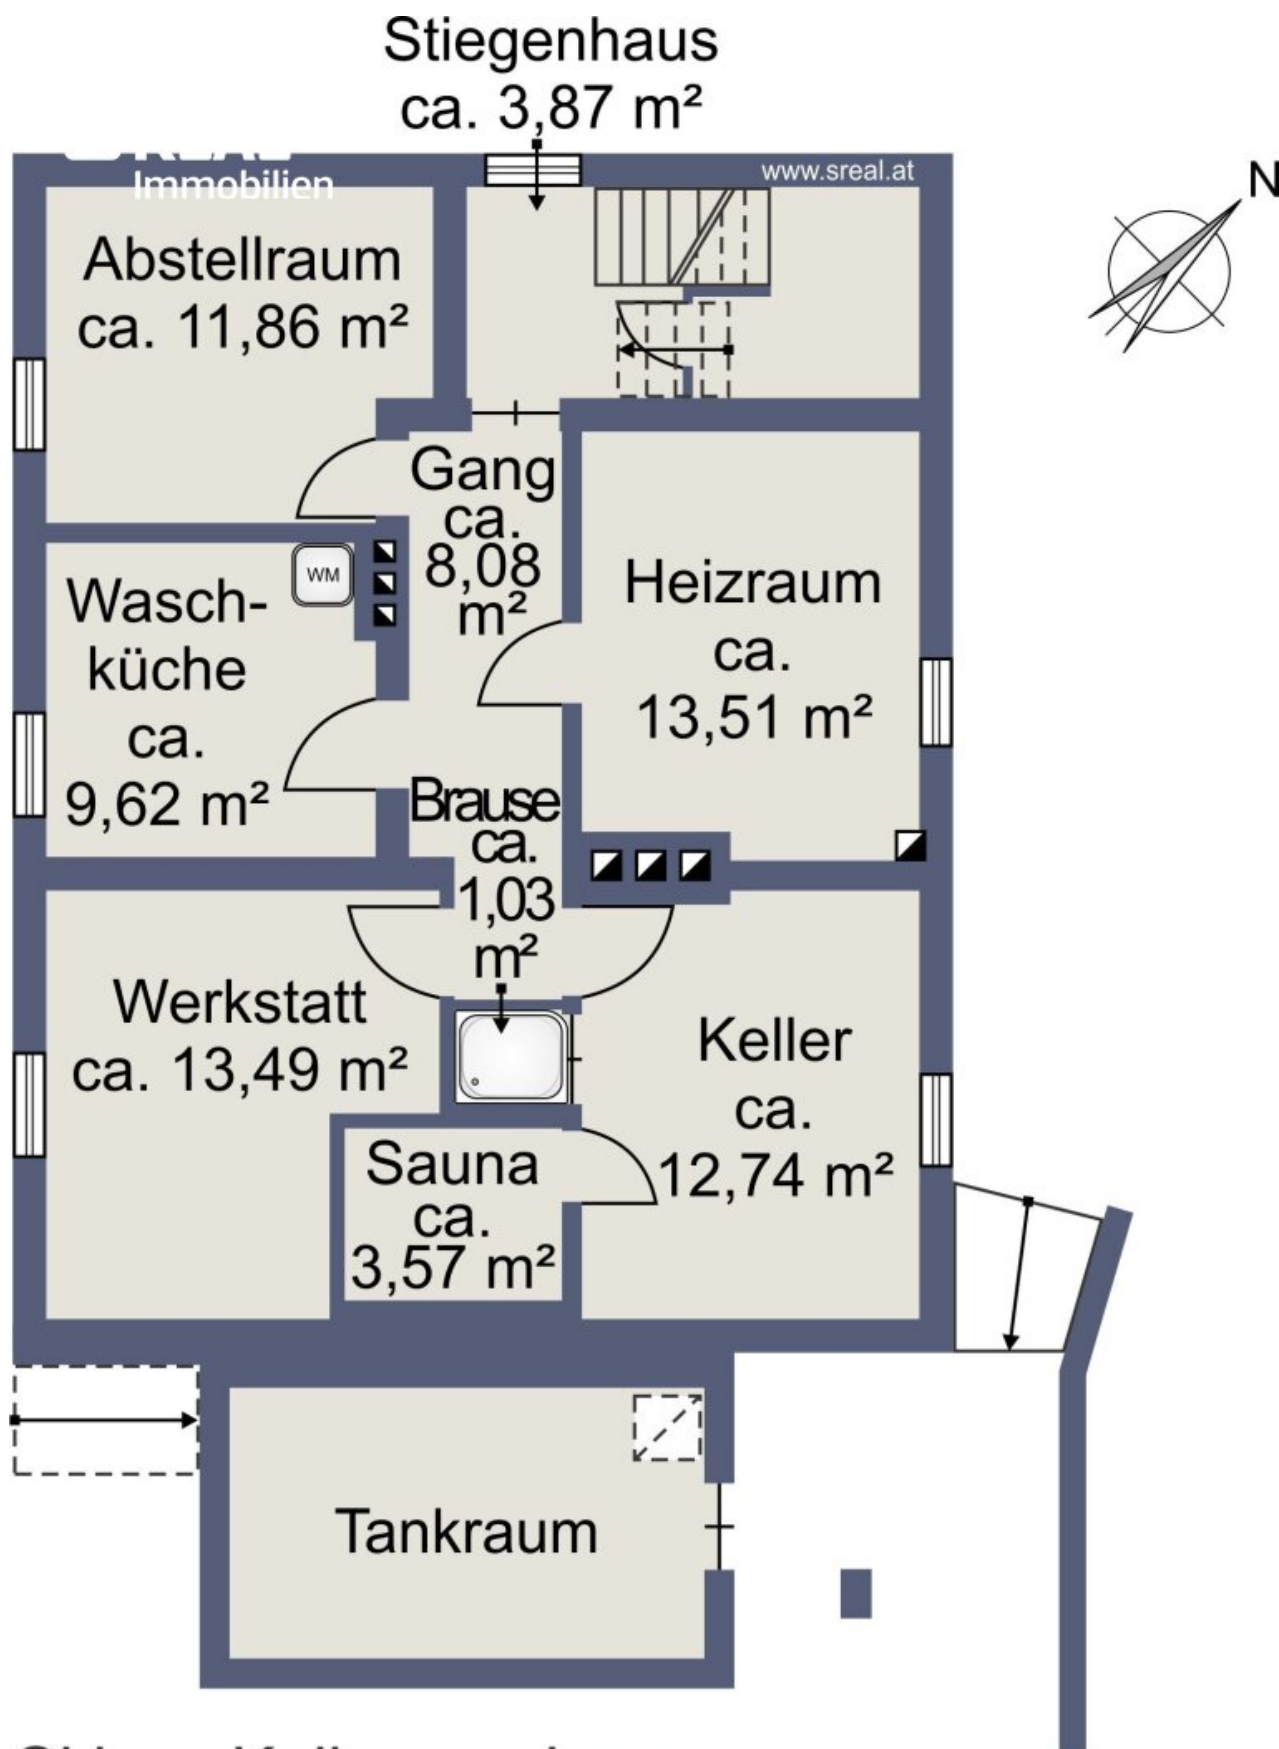 Stiegenhaus
ca. 3,87 m²
Immobilien
www.sreal.at
N
Abstellraum
ca. 11,86 m²
Gang
ca.
8,08
m²
Heizraum
ca.
13,51 m²
WM
Wasch-
küche
ca.
9,62 m²
Brause
ca.
1,03
m²
Werkstatt
ca. 13,49 m²
Keller
ca.
12,74 m²
Sauna
ca.
3,57 m²
Tankraum